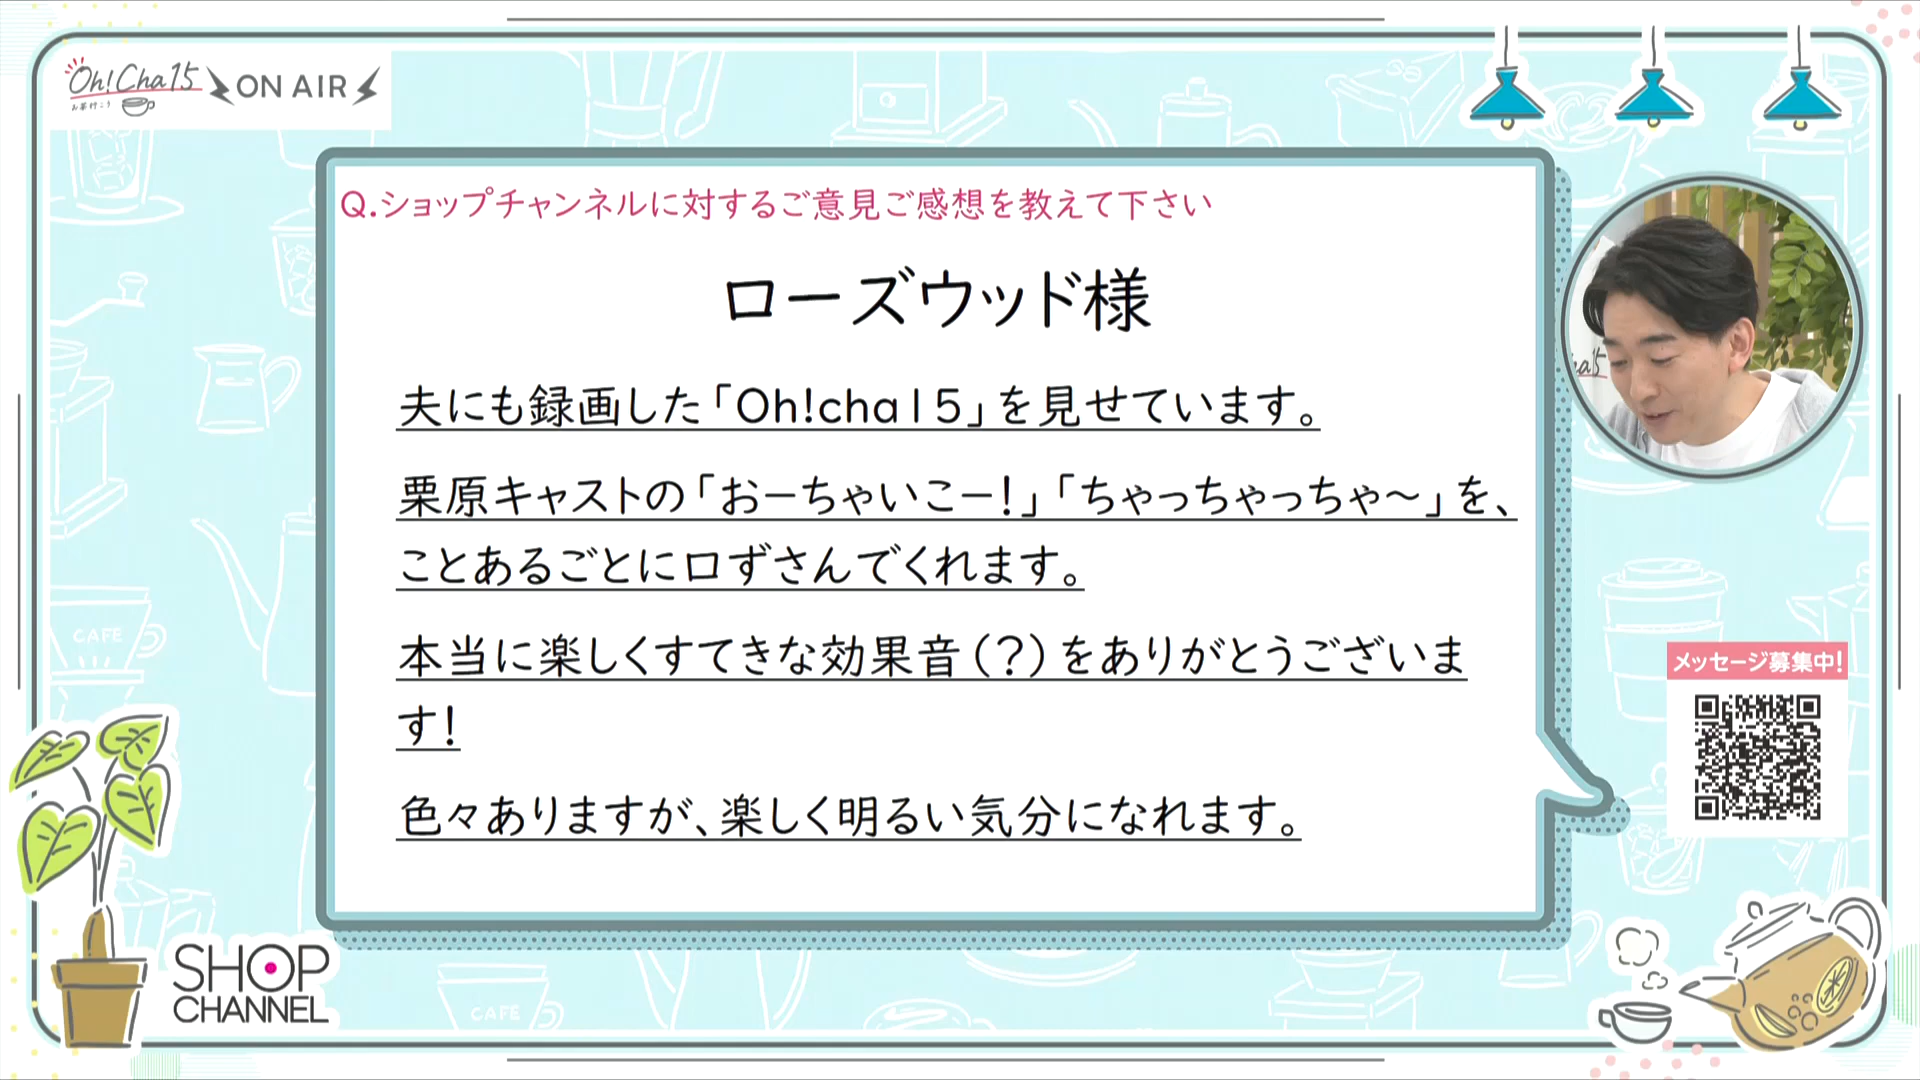 Oh!Cha15
お茶行こう
ON AIR
Q.ショップチャンネルに対するご意見ご感想を教えて下さい
ローズウッド様
夫にも録画した「Oh!cha15」を見せています。
栗原キャストの「おーちゃいこー!」「ちゃっちゃっちゃ～」を、
ことあるごとに口ずさんでくれます。
本当に楽しくすてきな効果音(?)をありがとうございま
す!
色々ありますが、楽しく明るい気分になれます。
メッセージ募集中!
SHOP
CHANNEL
CAFE
CAFE